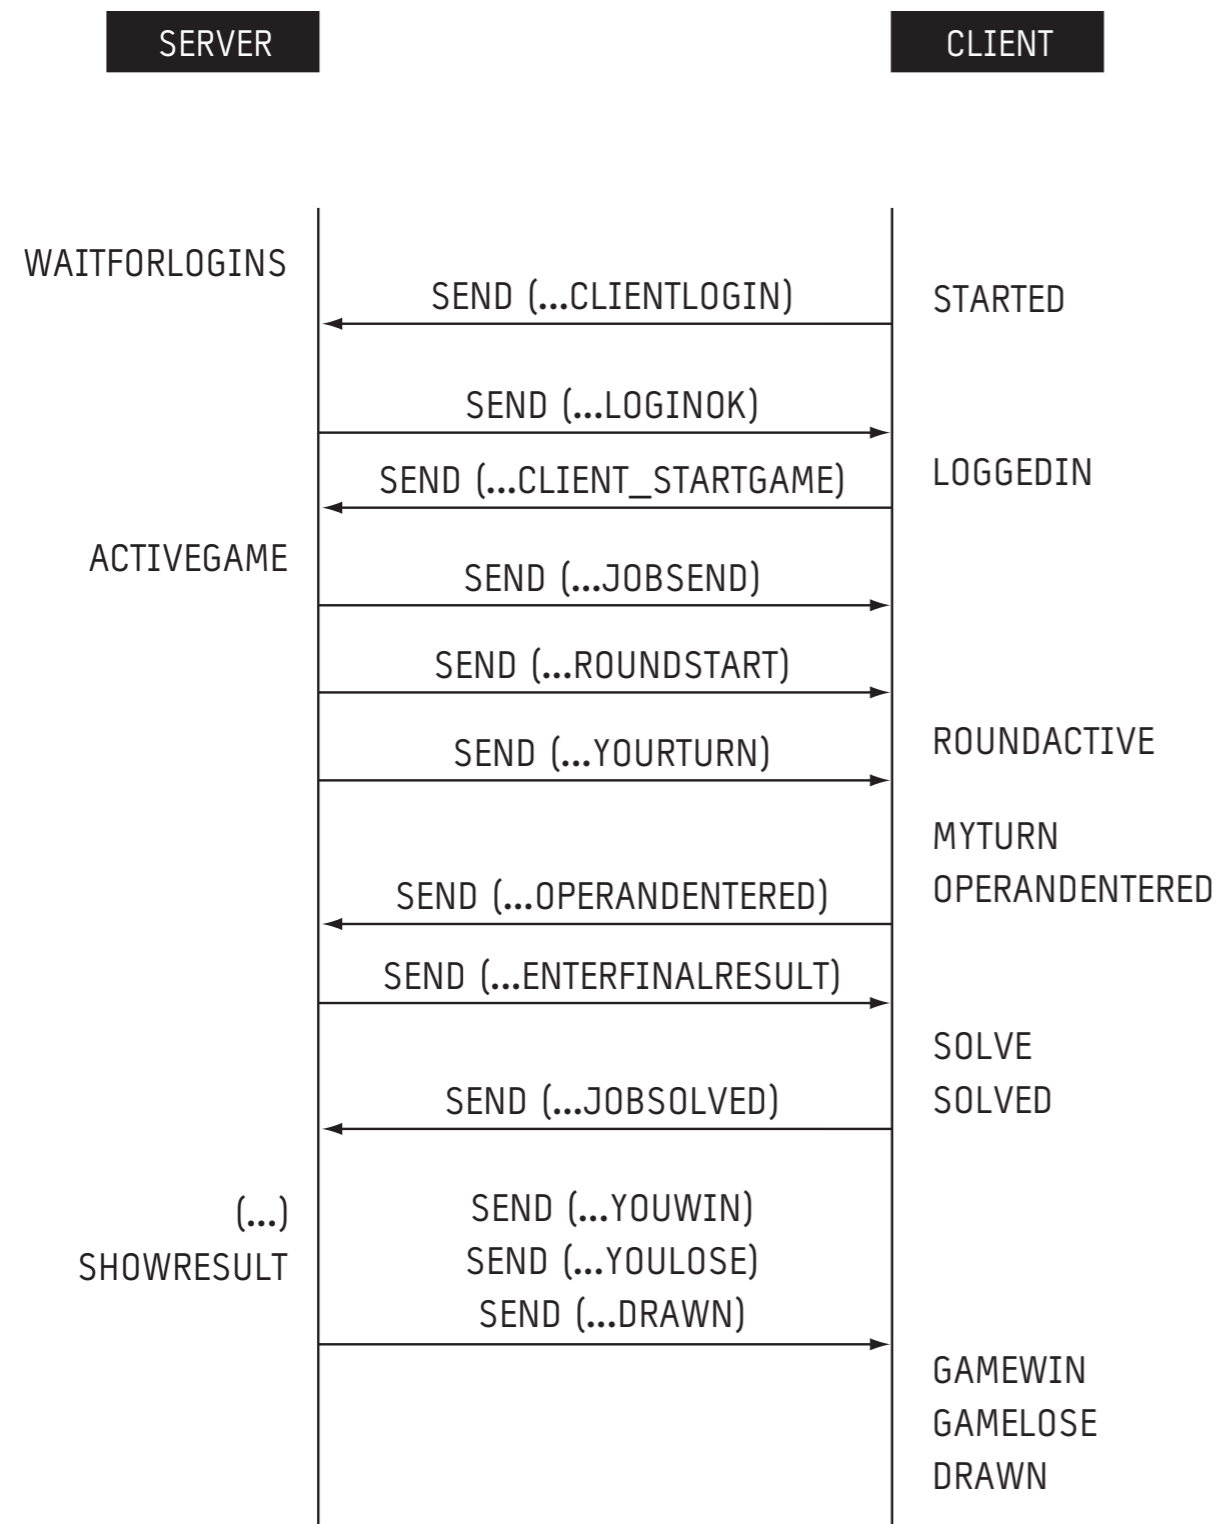 SERVER
CLIENT
WAITFORLOGINS
SEND (...CLIENTLOGIN)
STARTED
SEND (...LOGINOK)
LOGGEDIN
SEND (...CLIENT_STARTGAME)
ACTIVEGAME
SEND (...JOBSEND)
SEND (...ROUNDSTART)
ROUNDACTIVE
SEND (...YOURTURN)
MYTURN
OPERANDENTERED
SEND (...OPERANDENTERED)
SEND (...ENTERFINALRESULT)
SOLVE
SOLVED
SEND (...JOBSOLVED)
(...)
SHOWRESULT
SEND (...YOUWIN)
SEND (...YOULOSE)
SEND (...DRAWN)
GAMEWIN
GAMELOSE
DRAWN